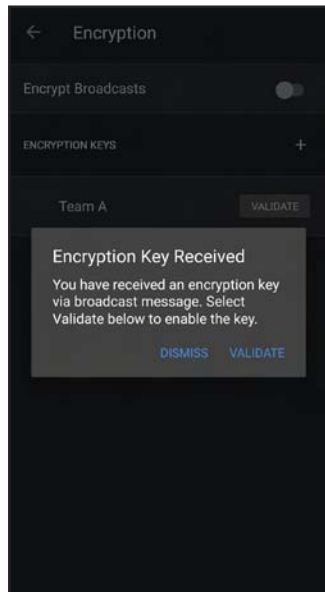 Encryption
Encrypt Broadcasts
ENCRYPTION KEYS
Team A
VALIDATE
Encryption Key Received
You have received an encryption key
via broadcast message. Select
Validate below to enable the key.
DISMISS VALIDATE